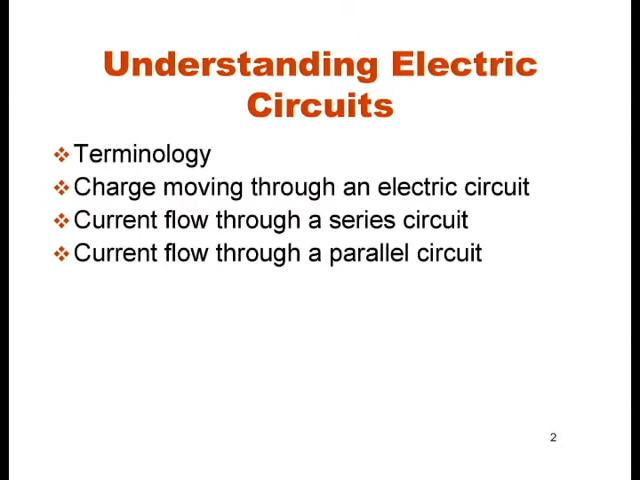 Understanding Electric
Circuits
Terminology
Charge moving through an electric circuit
Current flow through a series circuit
Current flow through a parallel circuit
2